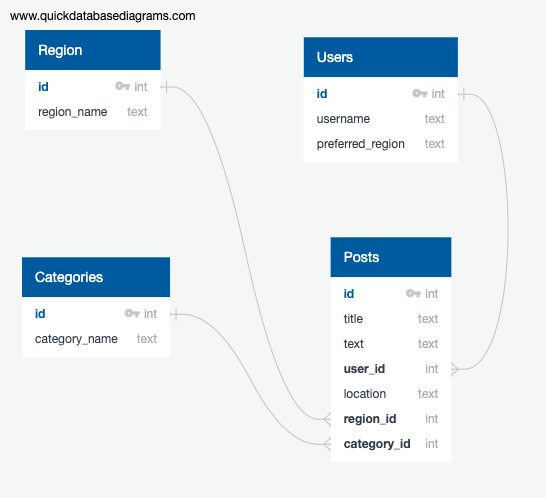 www.quickdatabasediagrams.com
Region
id int
region_name text
Users
id int
username text
preferred_region text
Categories
id int
category_name text
Posts
id int
title text
text text
user_id int
location text
region_id int
category_id int